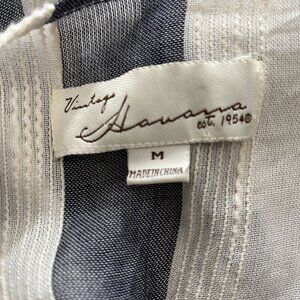 Vintage
Havana
est. 1954®
M
MADE IN CHINA